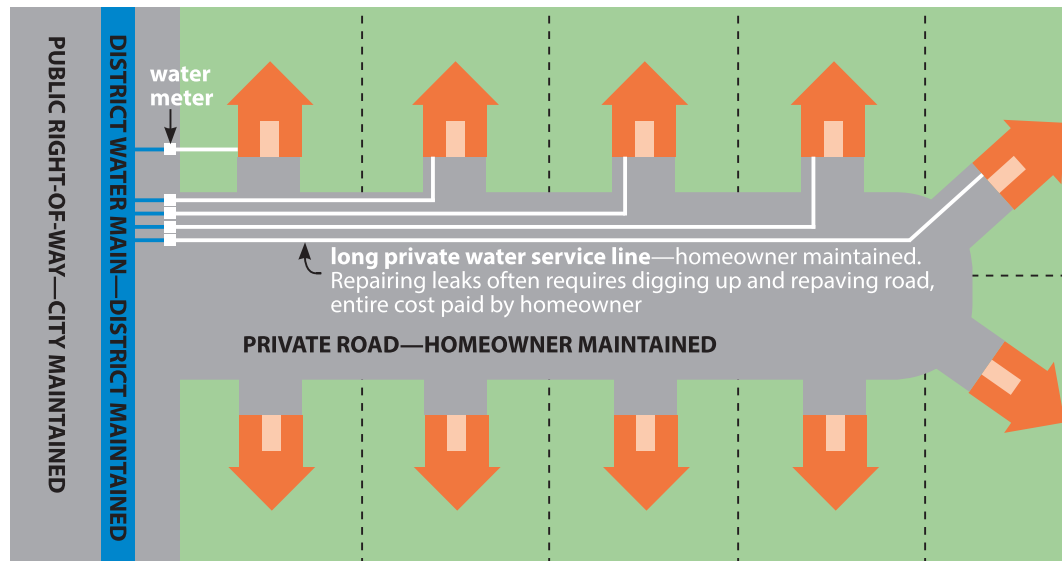 PUBLIC RIGHT-OF-WAY—CITY MAINTAINED
DISTRICT WATER MAIN—DISTRICT MAINTAINED
water
meter
long private water service line—homeowner maintained.
Repairing leaks often requires digging up and repaving road,
entire cost paid by homeowner
PRIVATE ROAD—HOMEOWNER MAINTAINED